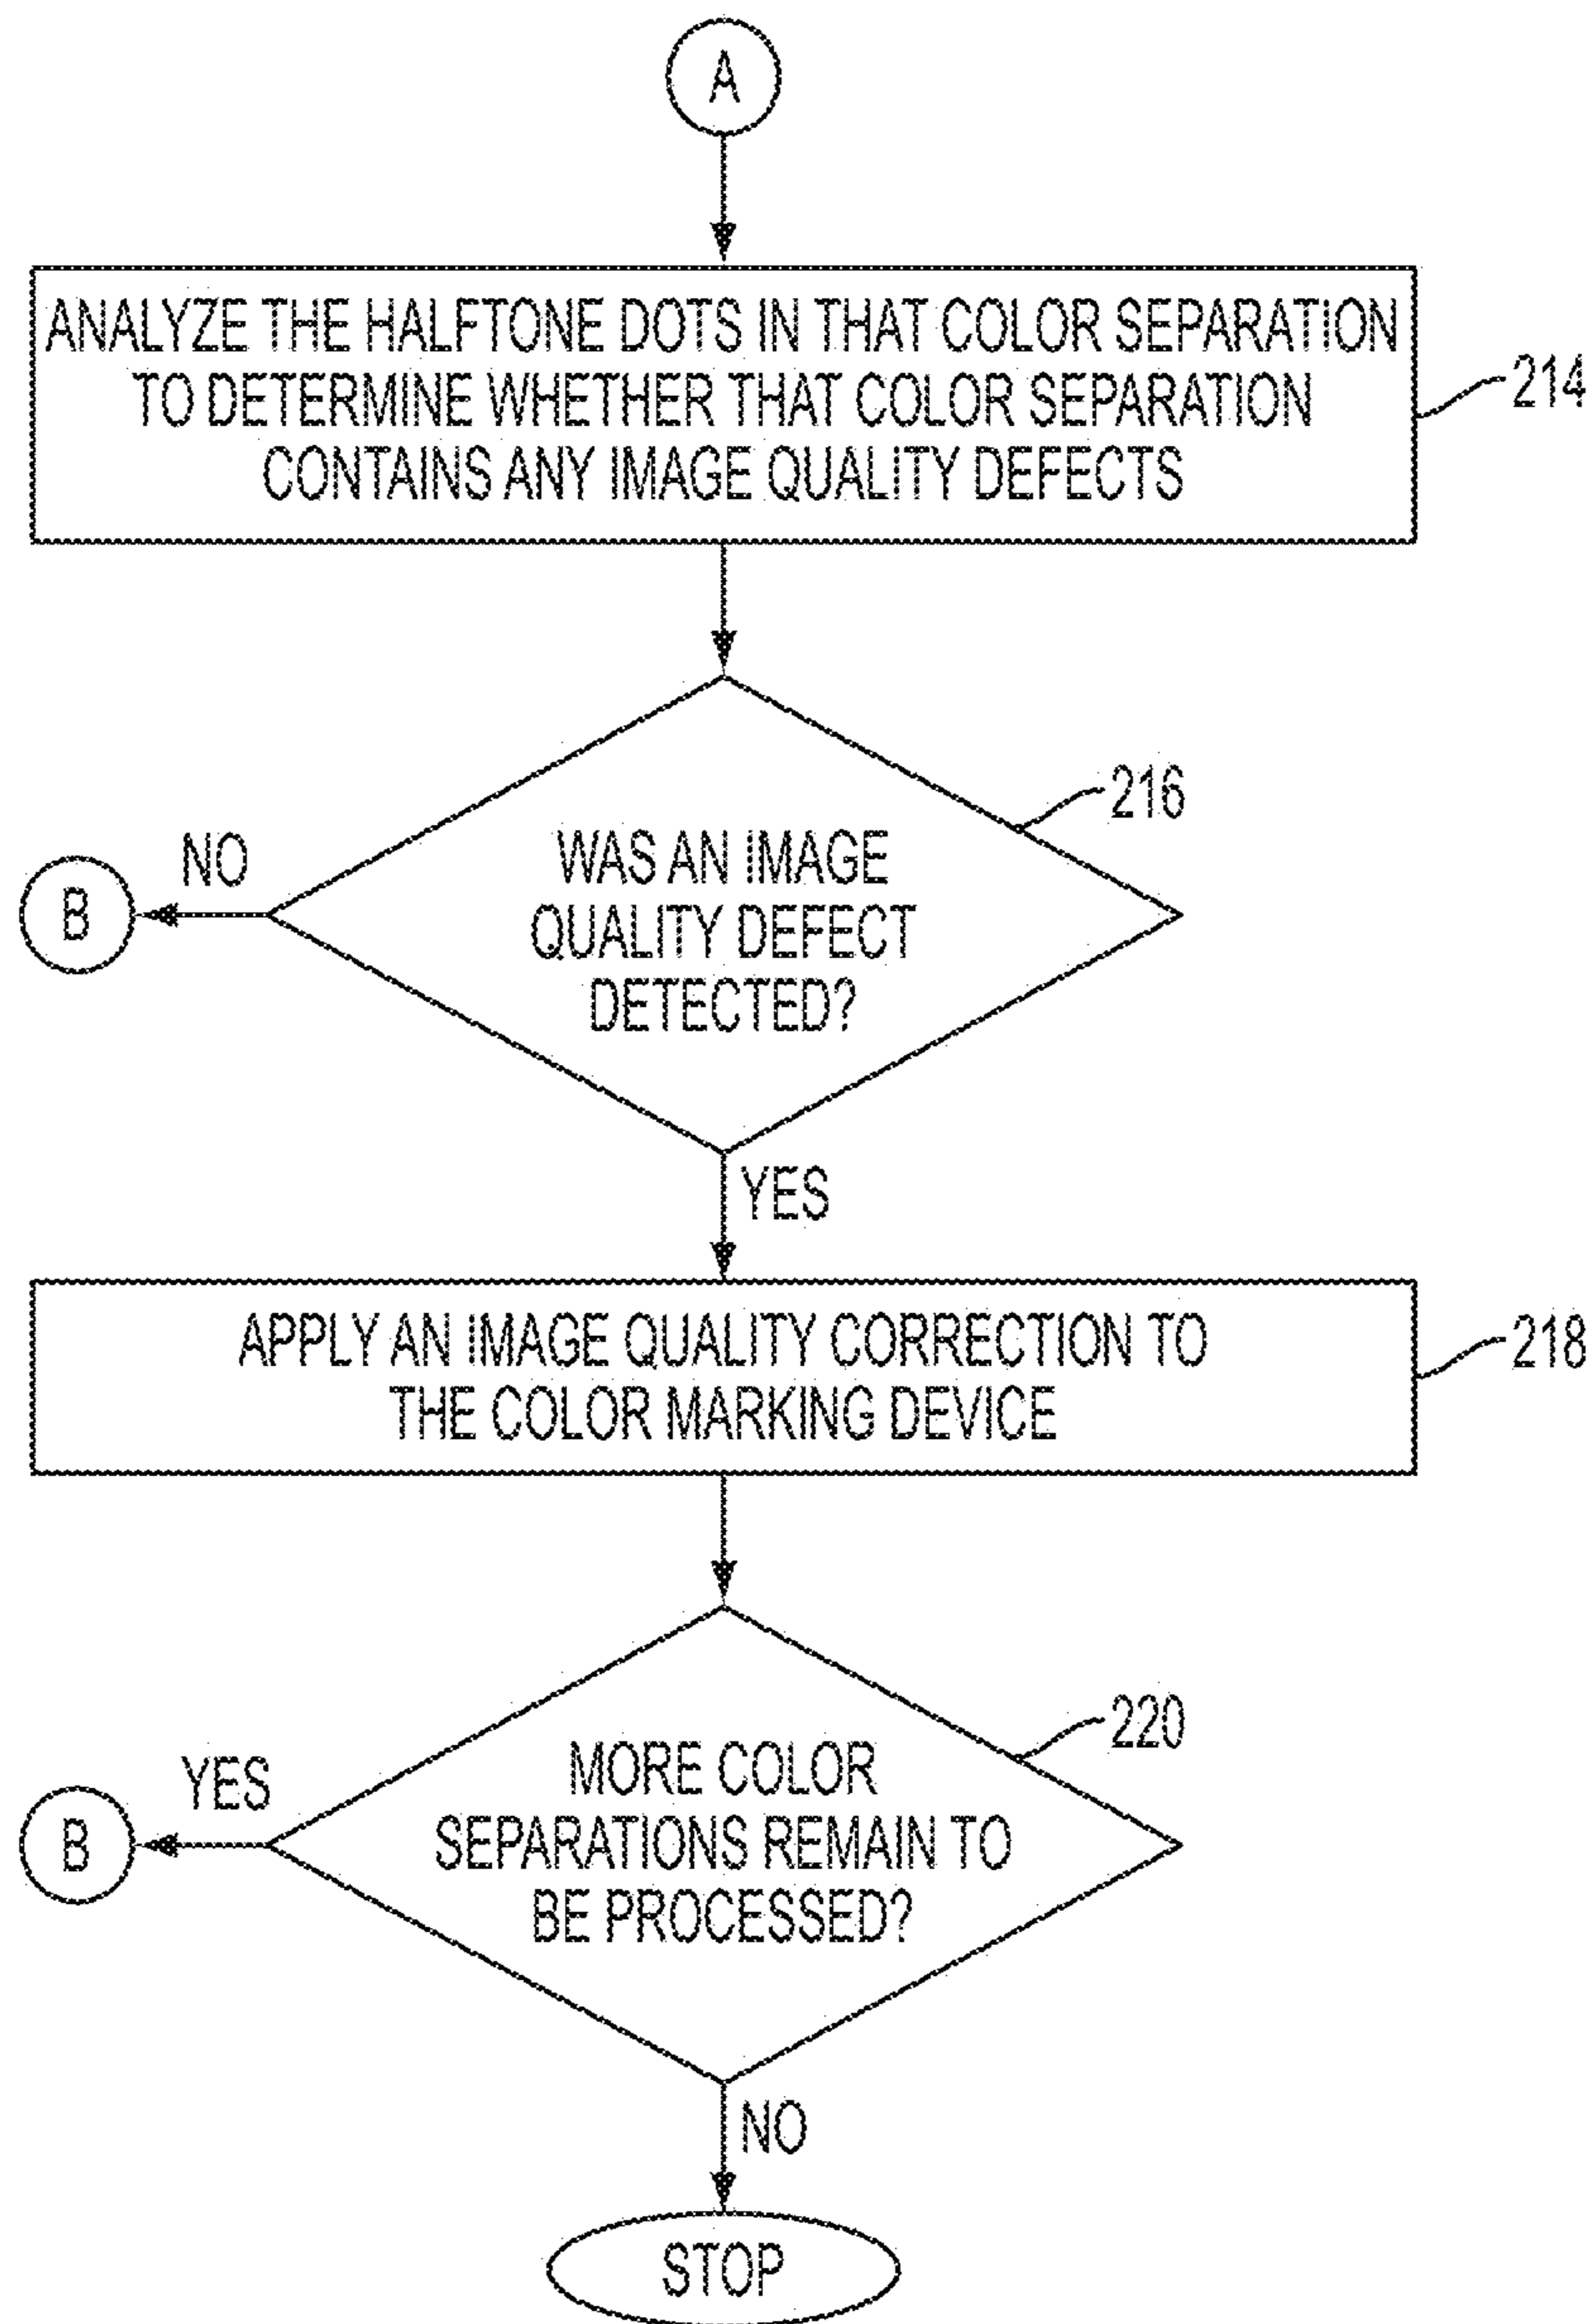 A
ANALYZE THE HALFTONE DOTS IN THAT COLOR SEPARATION
TO DETERMINE WHETHER THAT COLOR SEPARATION
CONTAINS ANY IMAGE QUALITY DEFECTS
214
216
WAS AN IMAGE
QUALITY DEFECT
DETECTED?
NO
B
YES
APPLY AN IMAGE QUALITY CORRECTION TO
THE COLOR MARKING DEVICE
218
220
MORE COLOR
SEPARATIONS REMAIN TO
BE PROCESSED?
YES
B
NO
STOP